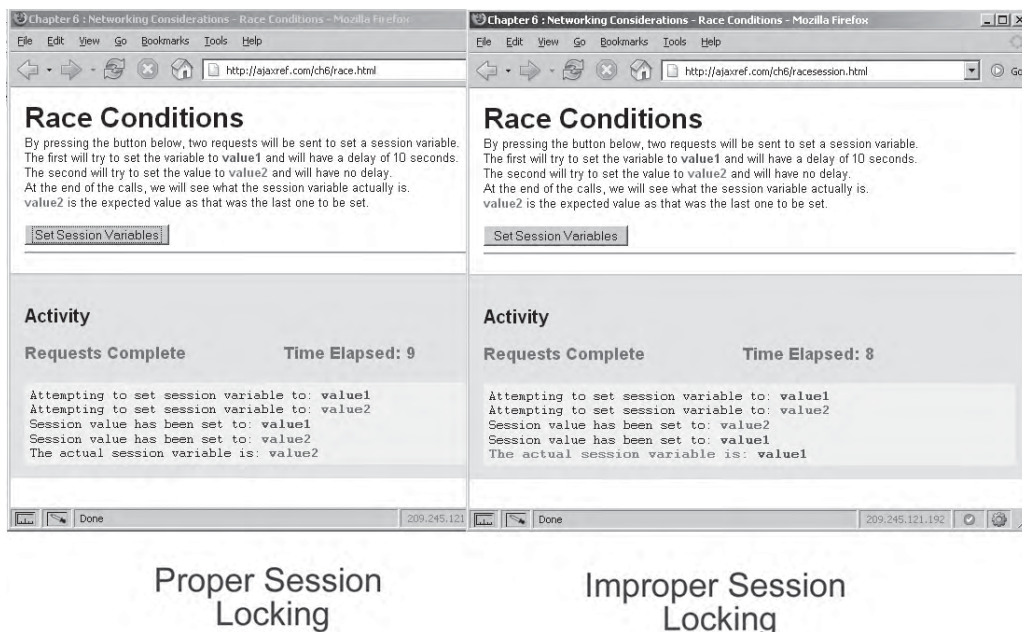 Chapter 6 : Networking Considerations - Race Conditions - Mozilla Firefox
File Edit View Go Bookmarks Tools Help
http://ajaxref.com/ch6/race.html
Race Conditions
By pressing the button below, two requests will be sent to set a session variable.
The first will try to set the variable to value1 and will have a delay of 10 seconds.
The second will try to set the value to value2 and will have no delay.
At the end of the calls, we will see what the session variable actually is.
value2 is the expected value as that was the last one to be set.
Set Session Variables
Activity
Requests Complete Time Elapsed: 9
Attempting to set session variable to: value1
Attempting to set session variable to: value2
Session value has been set to: value1
Session value has been set to: value2
The actual session variable is: value2
Done 209.245.121
Proper Session
Locking
Chapter 6 : Networking Considerations - Race Conditions - Mozilla Firefox
File Edit View Go Bookmarks Tools Help
http://ajaxref.com/ch6/racesession.html Go
Race Conditions
By pressing the button below, two requests will be sent to set a session variable.
The first will try to set the variable to value1 and will have a delay of 10 seconds.
The second will try to set the value to value2 and will have no delay.
At the end of the calls, we will see what the session variable actually is.
value2 is the expected value as that was the last one to be set.
Set Session Variables
Activity
Requests Complete Time Elapsed: 8
Attempting to set session variable to: value1
Attempting to set session variable to: value2
Session value has been set to: value2
Session value has been set to: value1
The actual session variable is: value1
Done 209.245.121.192
Improper Session
Locking